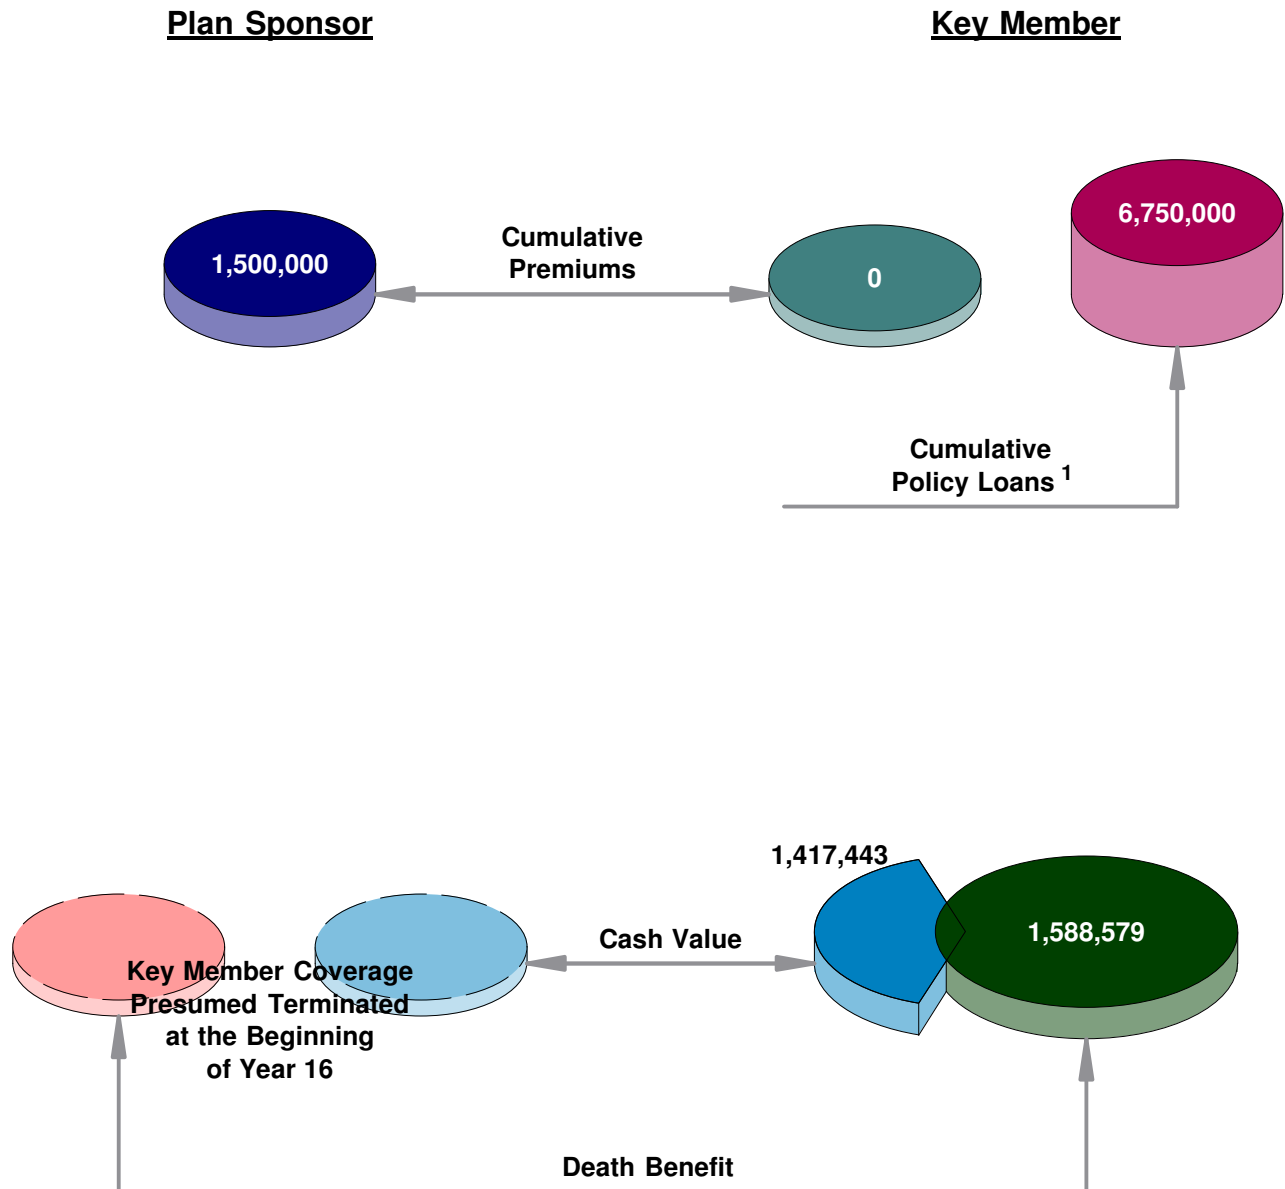 Plan Sponsor
Key Member
6,750,000
Cumulative
Premiums
1,500,000
0
Cumulative
Policy Loans 1
1,417,443
1,588,579
Cash Value
Key Member Coverage
Presumed Terminated
at the Beginning
of Year 16
Death Benefit